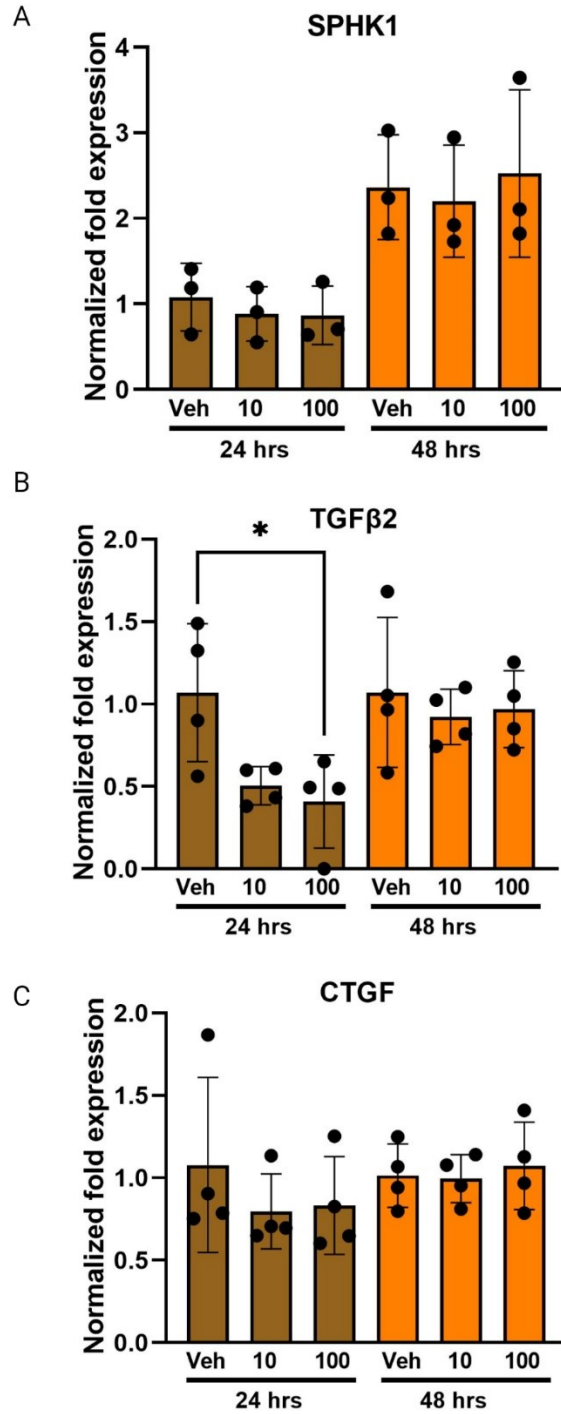 A
SPHK1
Normalized fold expression
4
3
2
1
0
Veh 10 100 Veh 10 100
24 hrs 48 hrs
B
TGFβ2
Normalized fold expression
2.0
1.5
1.0
0.5
0.0
*
Veh 10 100 Veh 10 100
24 hrs 48 hrs
C
CTGF
Normalized fold expression
2.0
1.5
1.0
0.5
0.0
Veh 10 100 Veh 10 100
24 hrs 48 hrs